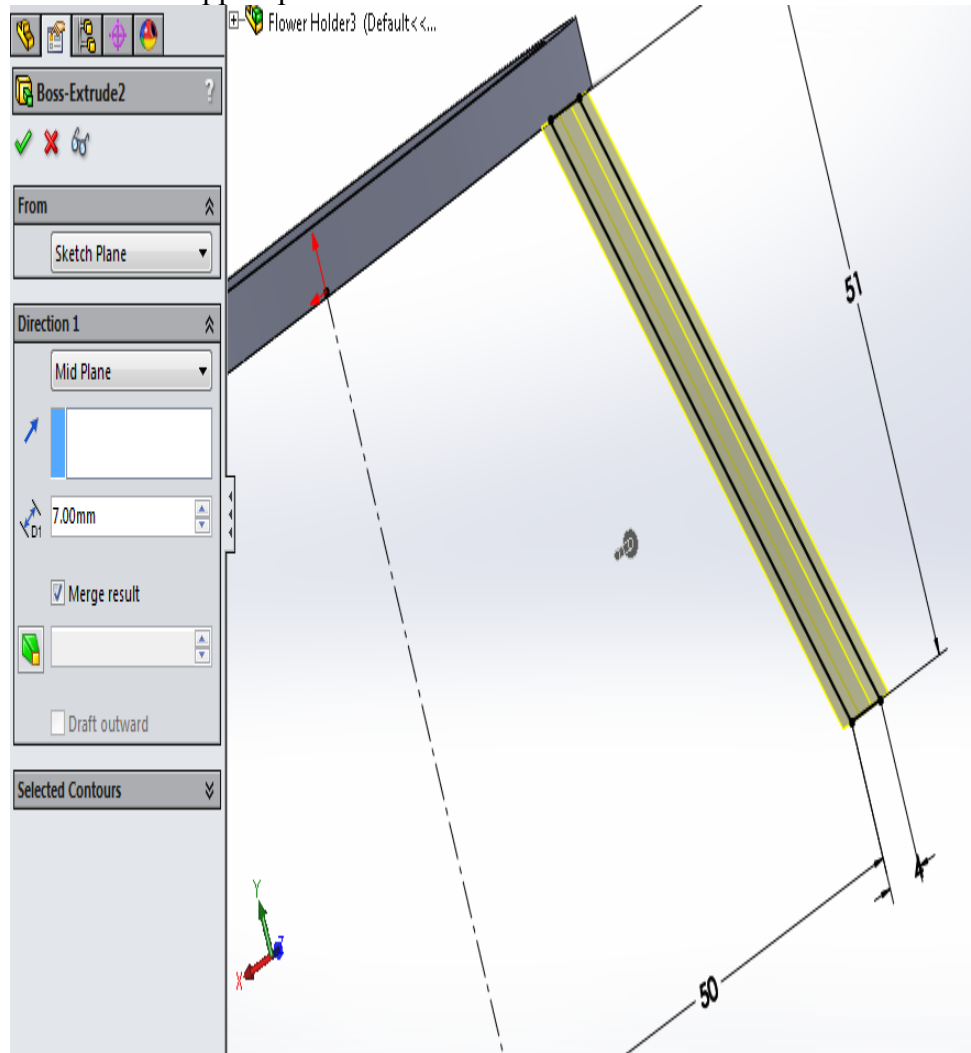 Flower Holder3 (Default<<...
Boss-Extrude2
?
From
Sketch Plane
Direction 1
Mid Plane
D1
7.00mm
Merge result
Draft outward
Selected Contours
51
4
50
Y
X
Z